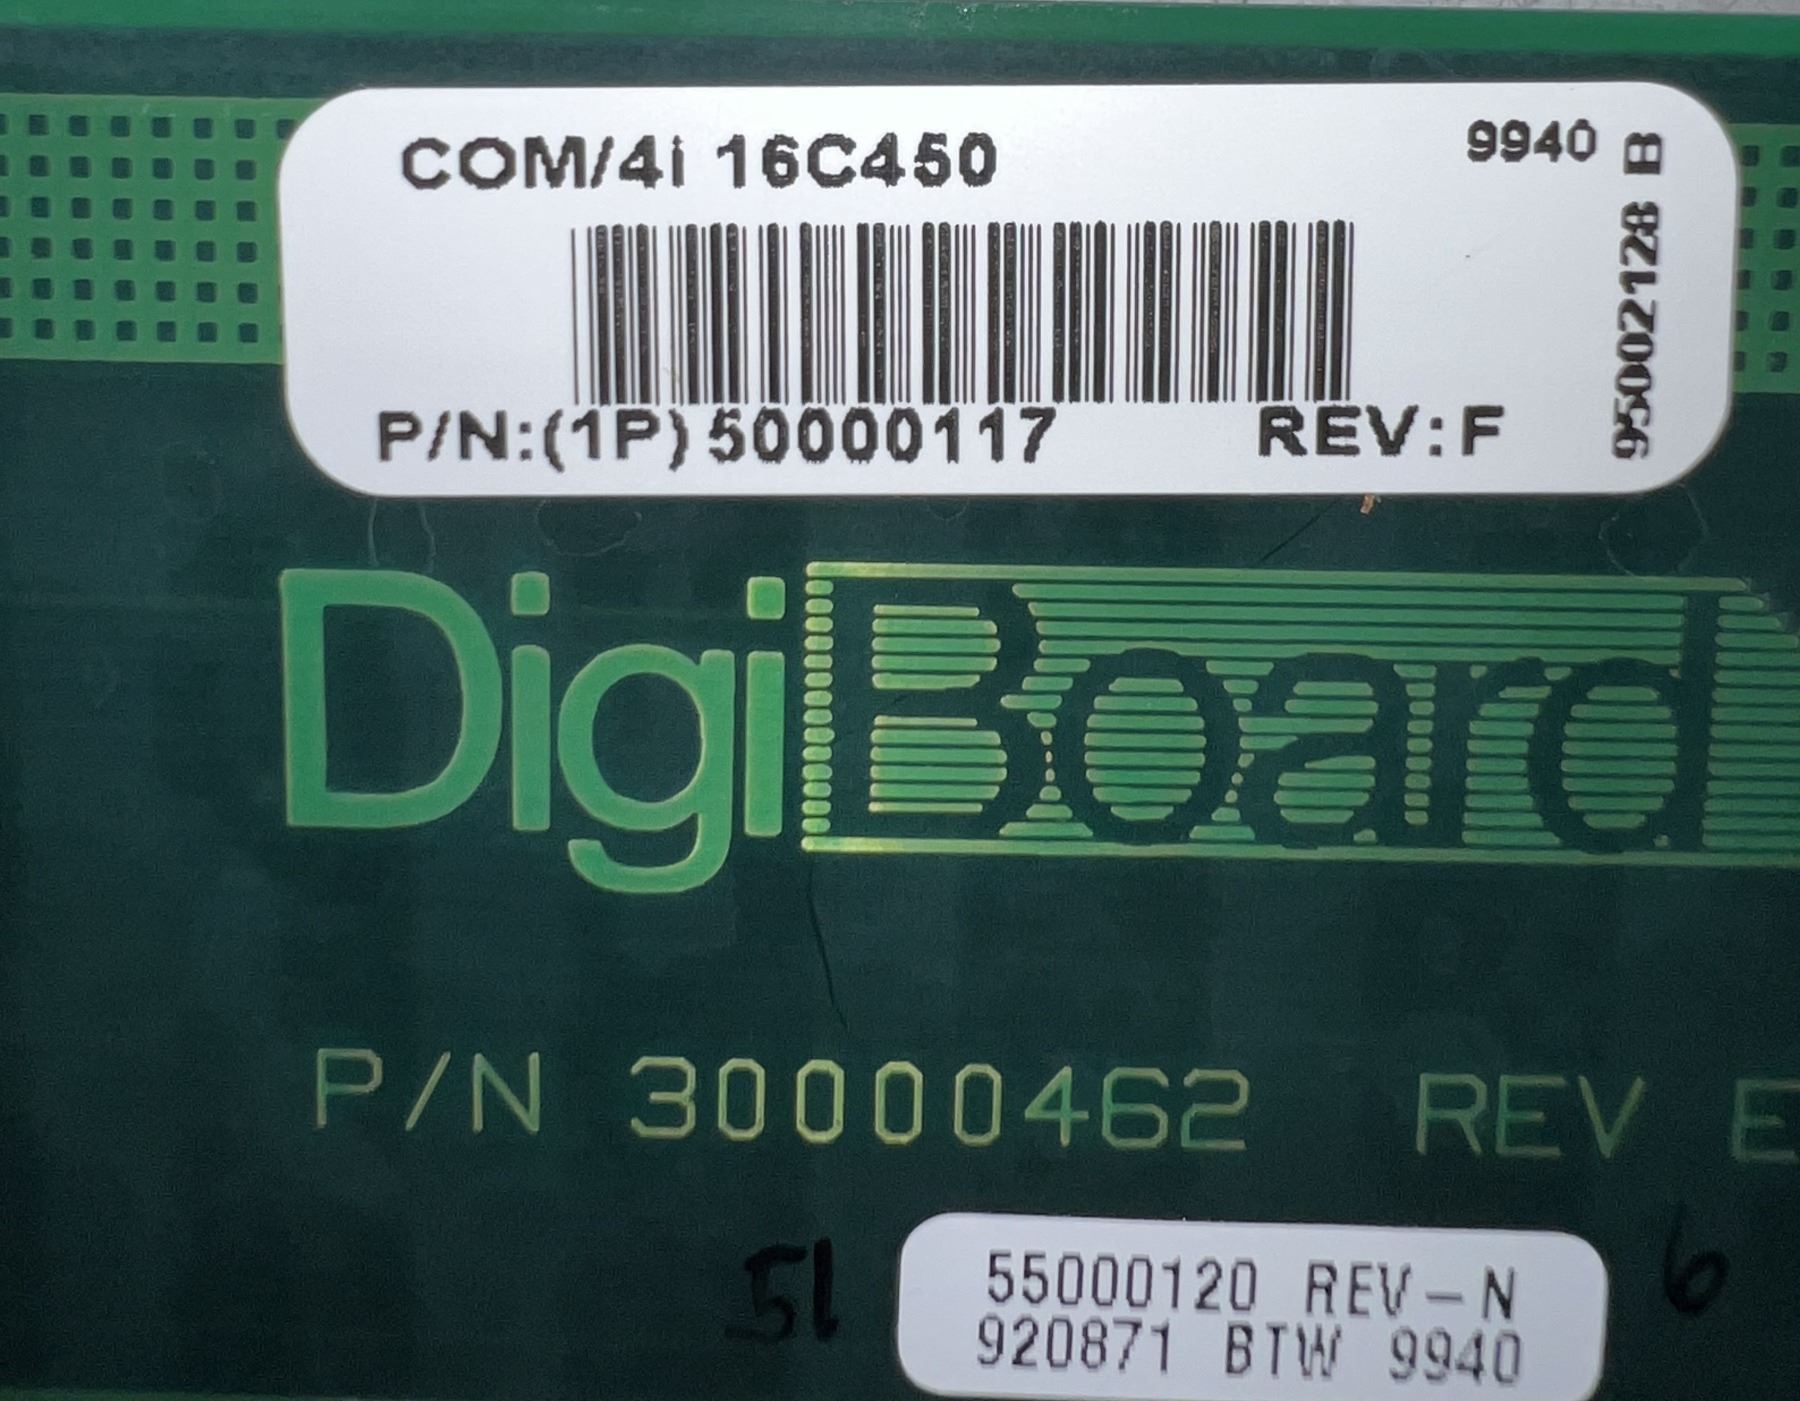 COM/4i 16C450
9940
95002128 B
P/N:(1P)50000117 REV:F
DigiBoard
P/N 30000462 REV E
51
6
55000120 REV-N
920871 BTW 9940